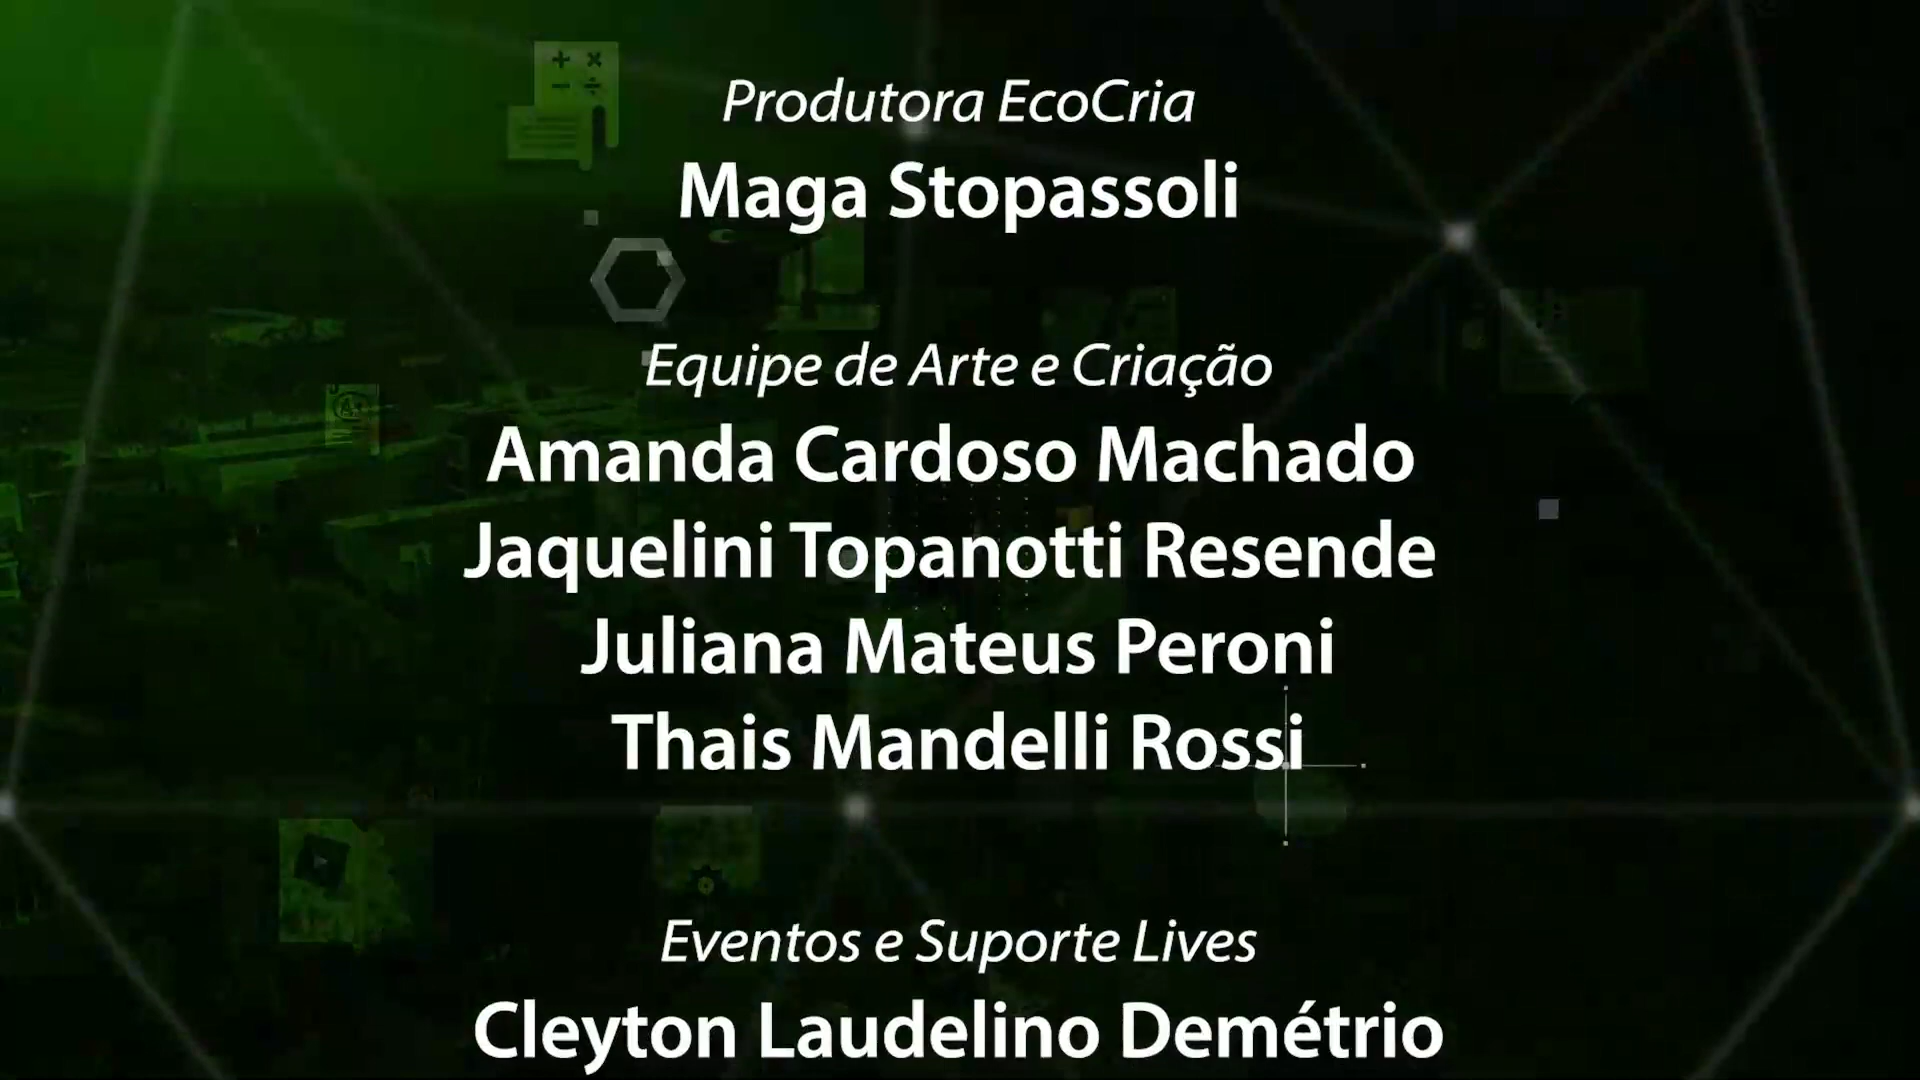 Produtora EcoCria
Maga Stopassoli
Equipe de Arte e Criação
Amanda Cardoso Machado
Jaquelini Topanotti Resende
Juliana Mateus Peroni
Thais Mandelli Rossi
Eventos e Suporte Lives
Cleyton Laudelino Demétrio